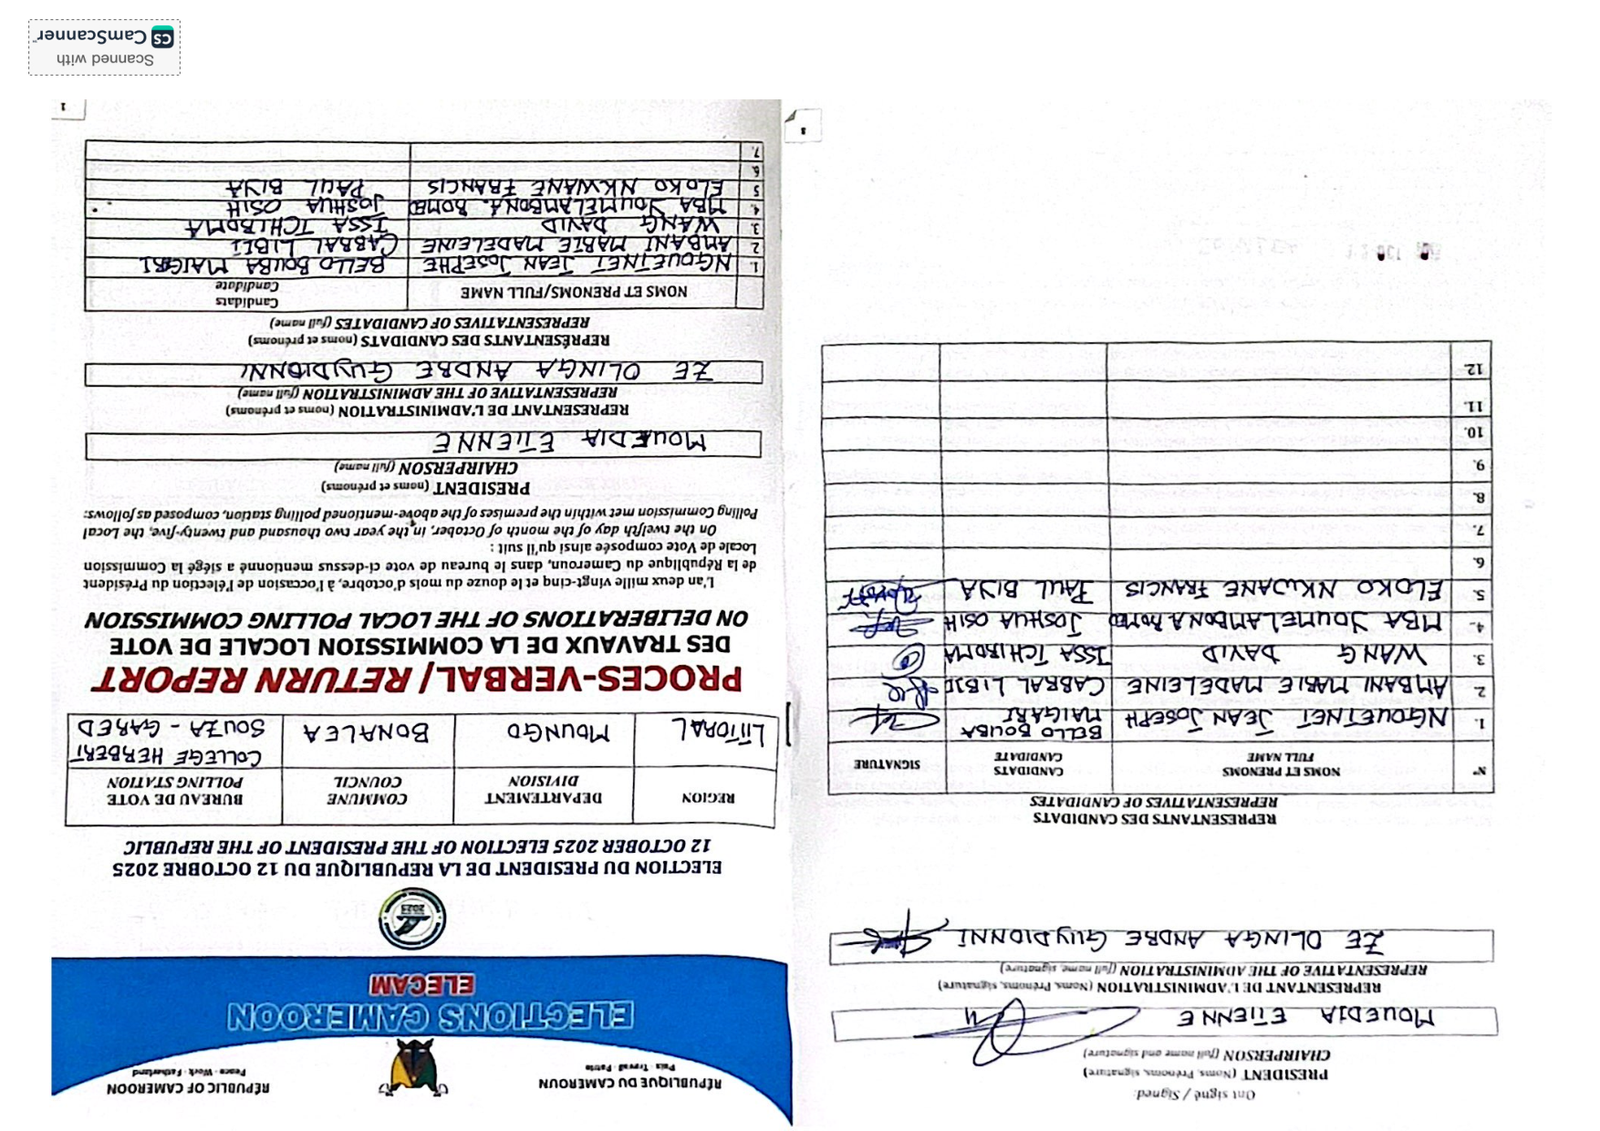 Ont signé / Signed:
PRESIDENT (Noms, Prénoms, signature)
CHAIRPERSON (full name and signature)
MOUEDIA ETIENNE
REPRESENTANT DE L'ADMINISTRATION (Noms, Prénoms, signature)
REPRESENTATIVE OF THE ADMINISTRATION (full name, signature)
ZE OLINGA ANDRE GUYDIONNI
REPRESENTANTS DES CANDIDATS
REPRESENTATIVES OF CANDIDATES
N° NOMS ET PRENOMS FULL NAME CANDIDATS CANDIDATE SIGNATURE
1. NGOUETNET JEAN JOSEPH BELLO BOUBA MAIGARI
2. AMBANI MARIE MADELEINE CABRAL LIBII
3. WANG DAVID ISSA TCHIROMA
4. MBA JOUMELAMBONA ROMEO JOSHUA OSIH
5. ELOKO NKWANE FRANCIS PAUL BIYA
6.
7.
8.
9.
10.
11.
12.
8
RÉPUBLIQUE DU CAMEROUN
Paix - Travail - Patrie
RÉPUBLIC OF CAMEROON
Peace - Work - Fatherland
ELECTIONS CAMEROON
ELECAM
2025
ELECTION DU PRESIDENT DE LA REPUBLIQUE DU 12 OCTOBRE 2025
12 OCTOBER 2025 ELECTION OF THE PRESIDENT OF THE REPUBLIC
REGION DEPARTEMENT DIVISION COMMUNE COUNCIL BUREAU DE VOTE POLLING STATION
LITTORAL MOUNGO BONALEA COLLEGE HERBERT SOUZA - GARED
PROCES-VERBAL/ RETURN REPORT
DES TRAVAUX DE LA COMMISSION LOCALE DE VOTE
ON DELIBERATIONS OF THE LOCAL POLLING COMMISSION
L'an deux mille vingt-cinq et le douze du mois d'octobre, à l'occasion de l'élection du Président
de la République du Cameroun, dans le bureau de vote ci-dessus mentionné a siégé la Commission
Locale de Vote composée ainsi qu'il suit :
On the twelfth day of the month of October, in the year two thousand and twenty-five, the Local
Polling Commission met within the premises of the above-mentioned polling station, composed as follows:
PRESIDENT (noms et prénoms)
CHAIRPERSON (full name)
MOUEDIA ETIENNE
REPRESENTANT DE L'ADMINISTRATION (noms et prénoms)
REPRESENTATIVE OF THE ADMINISTRATION (full name)
ZE OLINGA ANDRE GUYDIONNI
REPRÉSENTANTS DES CANDIDATS (noms et prénoms)
REPRESENTATIVES OF CANDIDATES (full name)
NOMS ET PRENOMS/FULL NAME Candidats Candidate
1. NGOUETNET JEAN JOSEPHE BELLO BOUBA MAIGARI
2 AMBANI MARIE MADELEINE CABRAL LIBII
3. WANG DAVID ISSA TCHIROMA
4. MBA JOUMELAMBONA. ROMEO JOSHUA OSIH
5 ELOKO NKWANE FRANCIS PAUL BIYA
6
7.
1
Scanned with
CS CamScanner